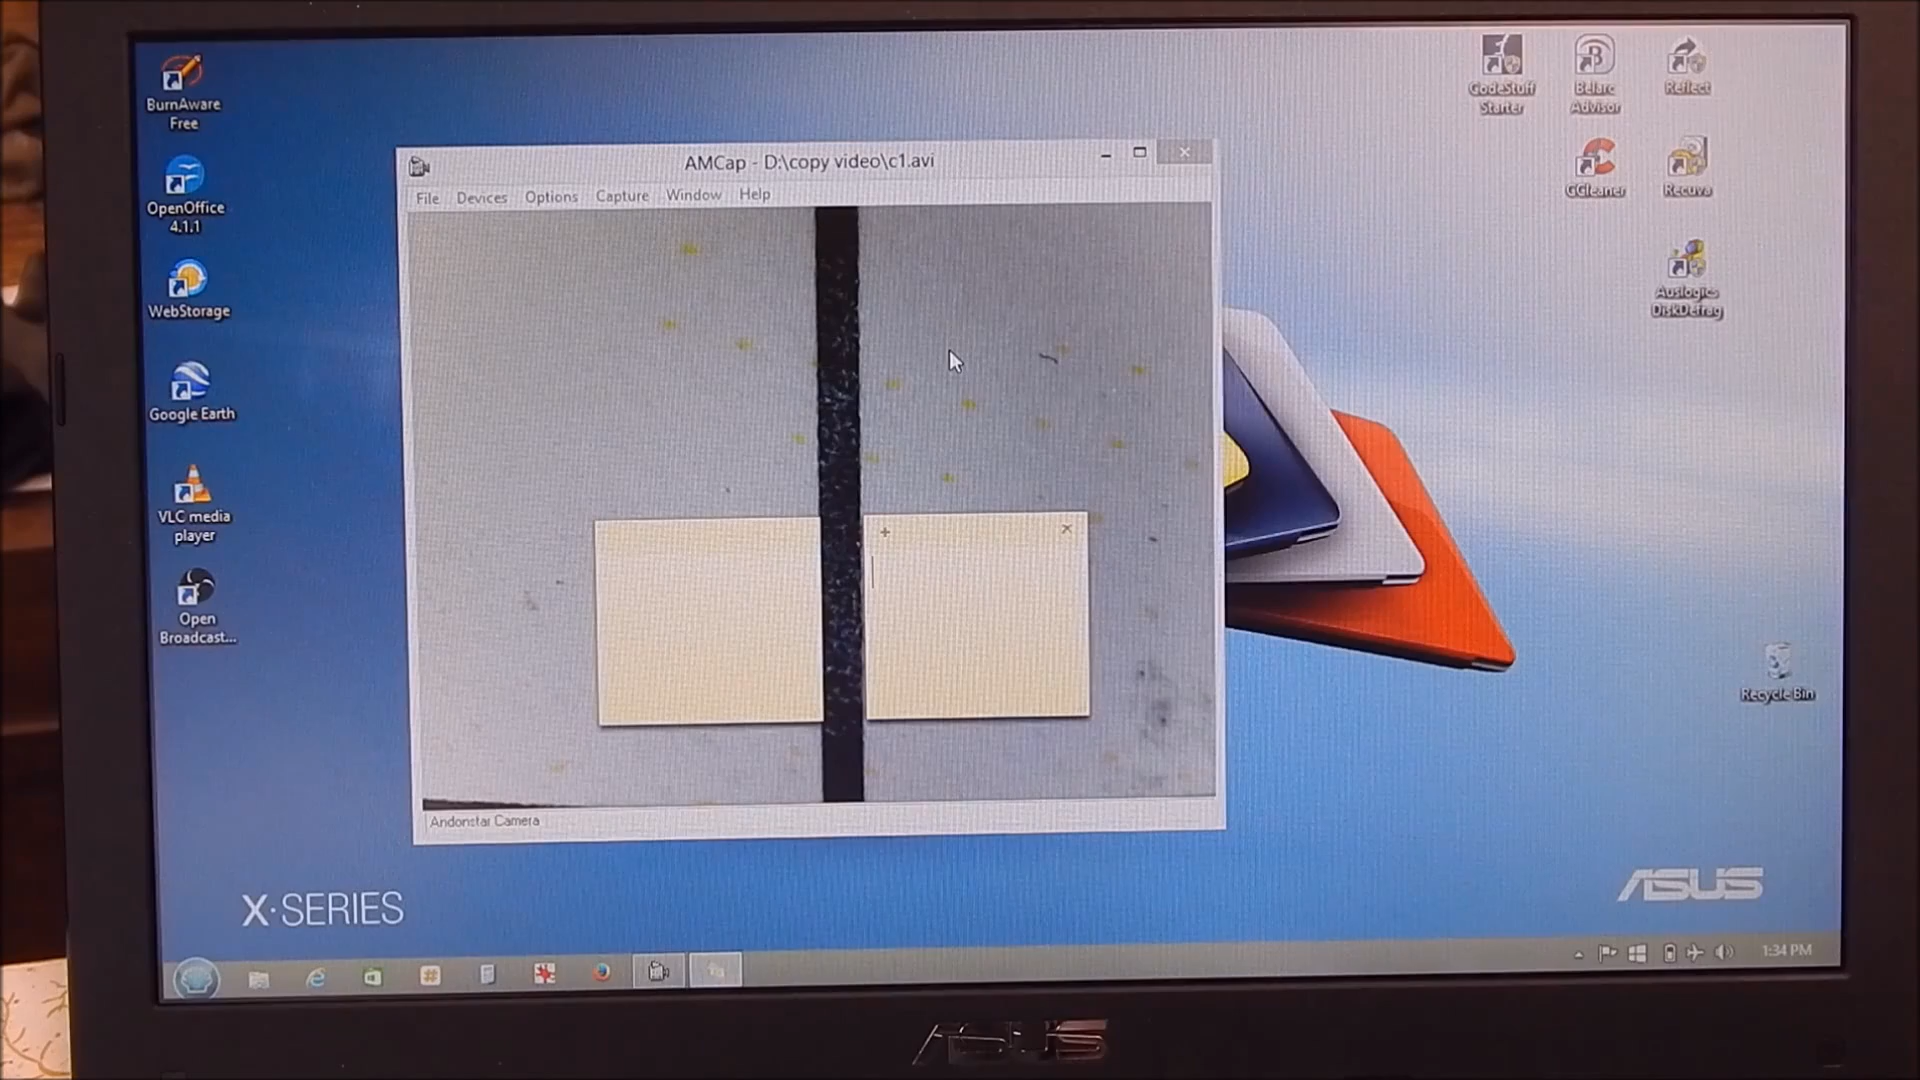 BurnAware
Free
OpenOffice
4.1.1
WebStorage
Google Earth
VLC media
player
Open
Broadcast...
AMCap - D:\copy video\c1.avi
File Devices Options Capture Window Help
Andonstar Camera
CodeStuff
Starter
Belarc
Advisor
Reflect
CCleaner
Recuva
Auslogics
DiskDefrag
Recycle Bin
X·SERIES
ASUS
1:34 PM
ASUS